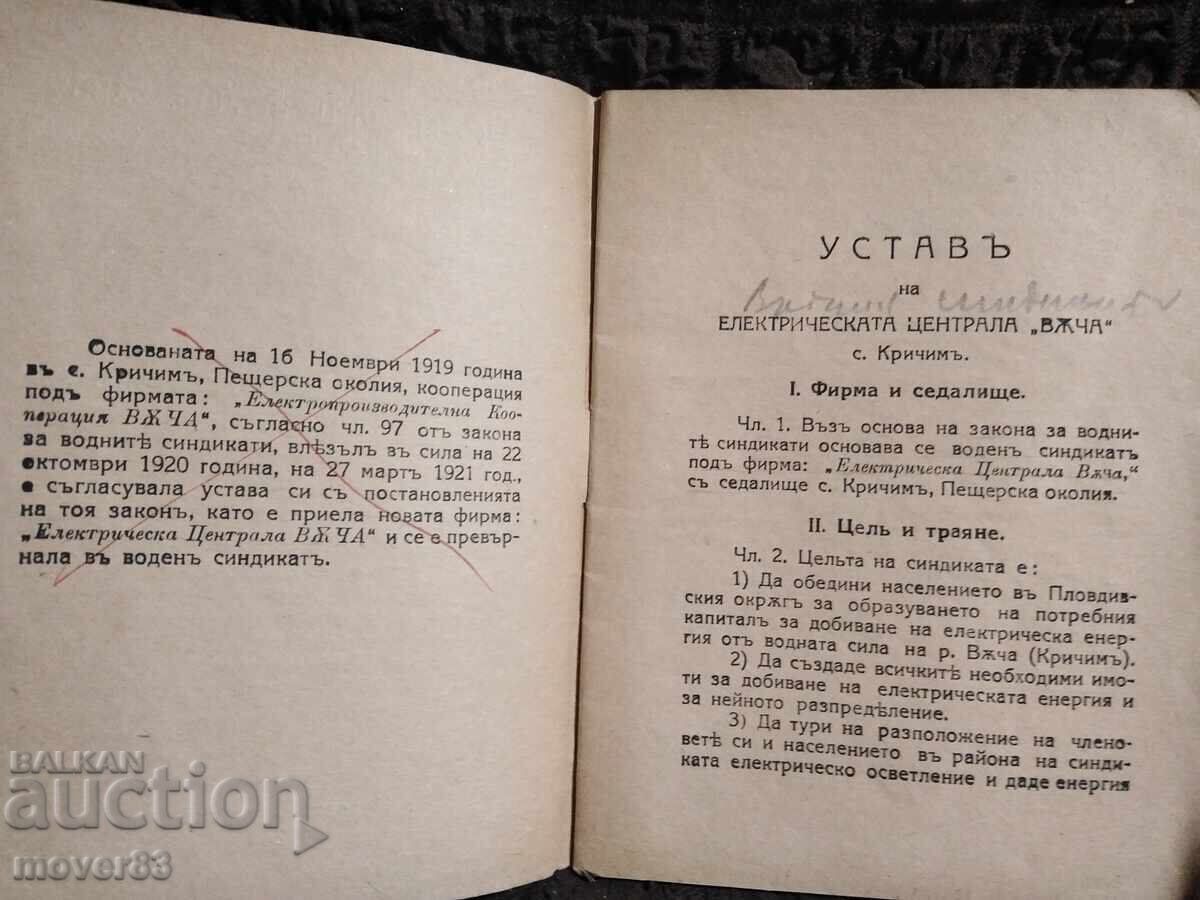 Основаната на 16 Ноември 1919 година
въ с. Кричимъ, Пещерска околия, кооперация
подъ фирмата: „Електропроизводителна Коо-
перация ВѪЧА“, съгласно чл. 97 отъ закона
за воднитѣ синдикати, влѣзълъ въ сила на 22
октомври 1920 година, на 27 мартъ 1921 год.,
е съгласувала устава си съ постановленията
на тоя законъ, като е приела новата фирма:
„Електрическа Централа ВѪЧА“ и се е превър-
нала въ воденъ синдикатъ.
УСТАВЪ
на
ЕЛЕКТРИЧЕСКАТА ЦЕНТРАЛА „ВѪЧА“
с. Кричимъ.
I. Фирма и седалище.
Чл. 1. Възъ основа на закона за водни-
тѣ синдикати основава се воденъ синдикатъ
подъ фирма: „Електрическа Централа Вѫча,“
съ седалище с. Кричимъ, Пещерска околия.
II. Цель и траяне.
Чл. 2. Цельта на синдиката е:
1) Да обедини населението въ Пловдив-
ския окрѫгъ за образуването на потребния
капиталъ за добиване на електрическа енер-
гия отъ водната сила на р. Вѫча (Кричимъ).
2) Да създаде всичкитѣ необходими имо-
ти за добиване на електрическата енергия и
за нейното разпредѣление.
3) Да тури на разположение на члено-
ветѣ си и населението въ района на синди-
ката електрическо осветление и даде енергия
BALKAN
auction
mover83